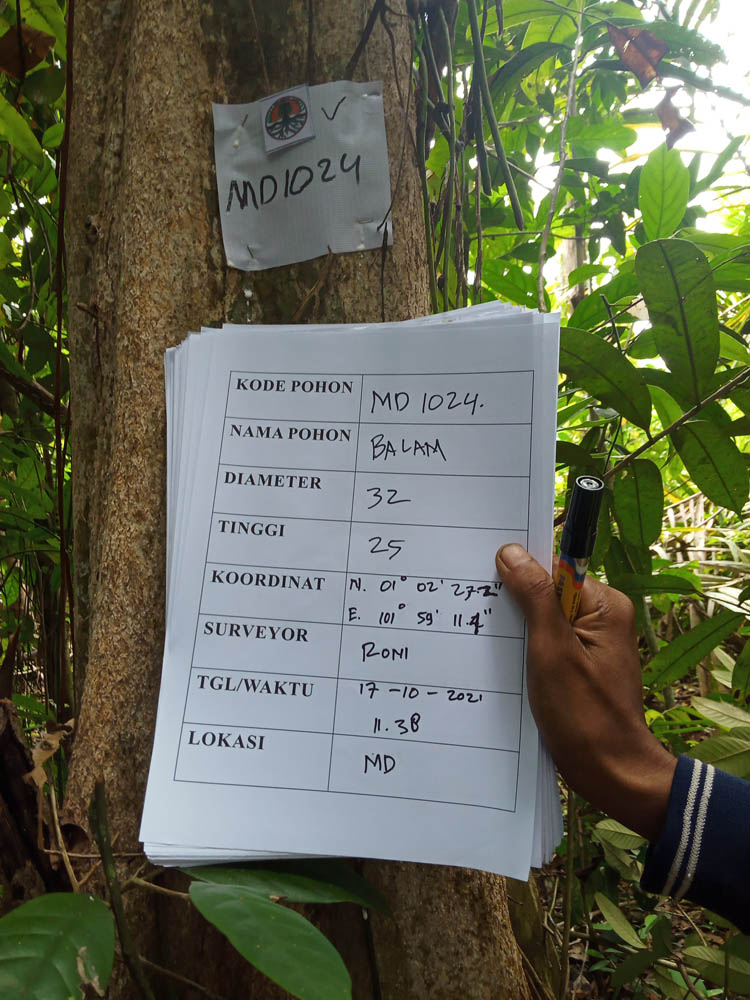 MD1024
KODE POHON MD 1024.
NAMA POHON BALAM
DIAMETER 32
TINGGI 25
KOORDINAT N. 01° 02' 27.2"
E. 101° 59' 11.4"
SURVEYOR RONI
TGL/WAKTU 17-10-2021
11.38
LOKASI MD